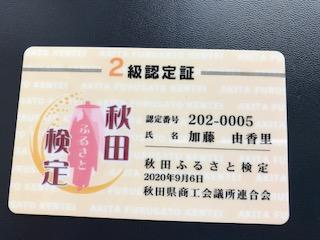 2級認定証
秋田
ふるさと
検定
認定番号 202-0005
氏 名 加藤 由香里
秋田ふるさと検定
2020年9月6日
秋田県商工会議所連合会